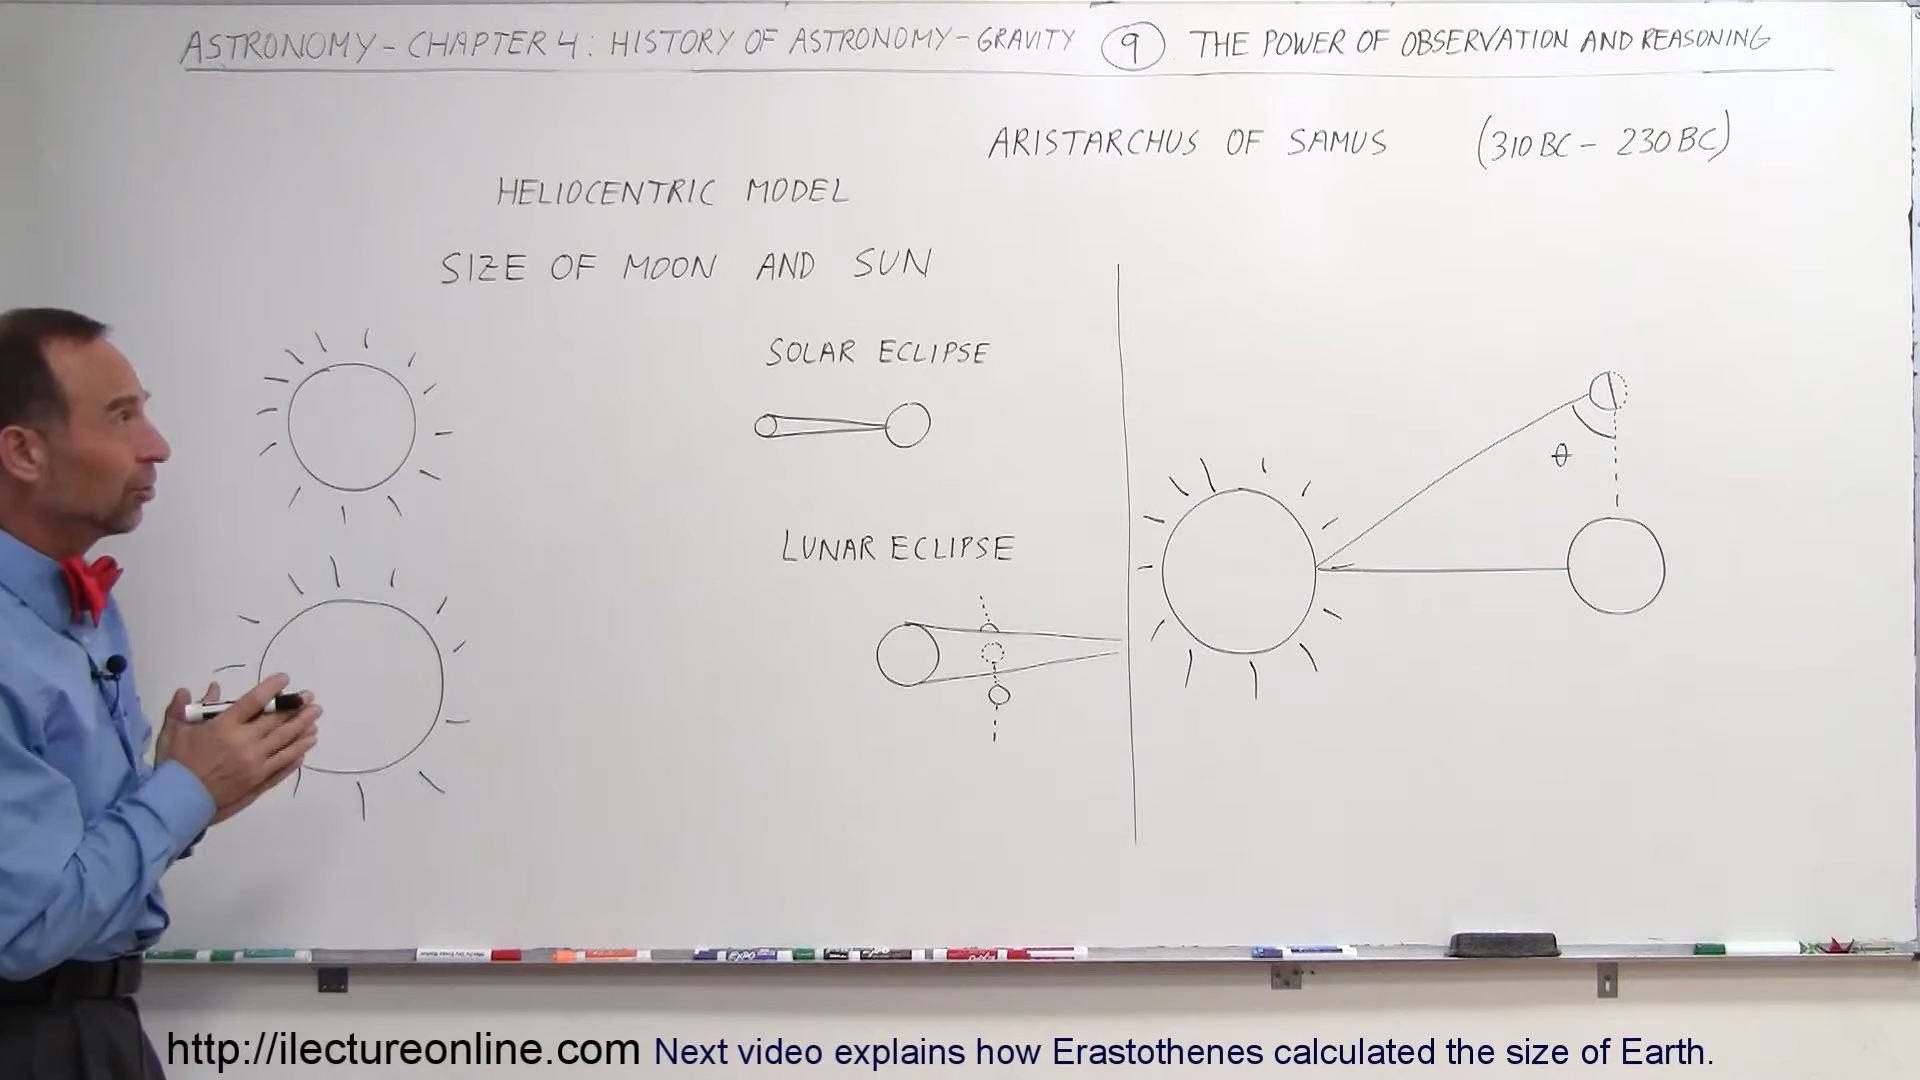 ASTRONOMY - CHAPTER 4: HISTORY OF ASTRONOMY - GRAVITY 9 THE POWER OF OBSERVATION AND REASONING
ARISTARCHUS OF SAMUS (310 BC - 230 BC)
HELIOCENTRIC MODEL
SIZE OF MOON AND SUN
SOLAR ECLIPSE
θ
LUNAR ECLIPSE
EXPO
http://ilectureonline.com Next video explains how Erastothenes calculated the size of Earth.